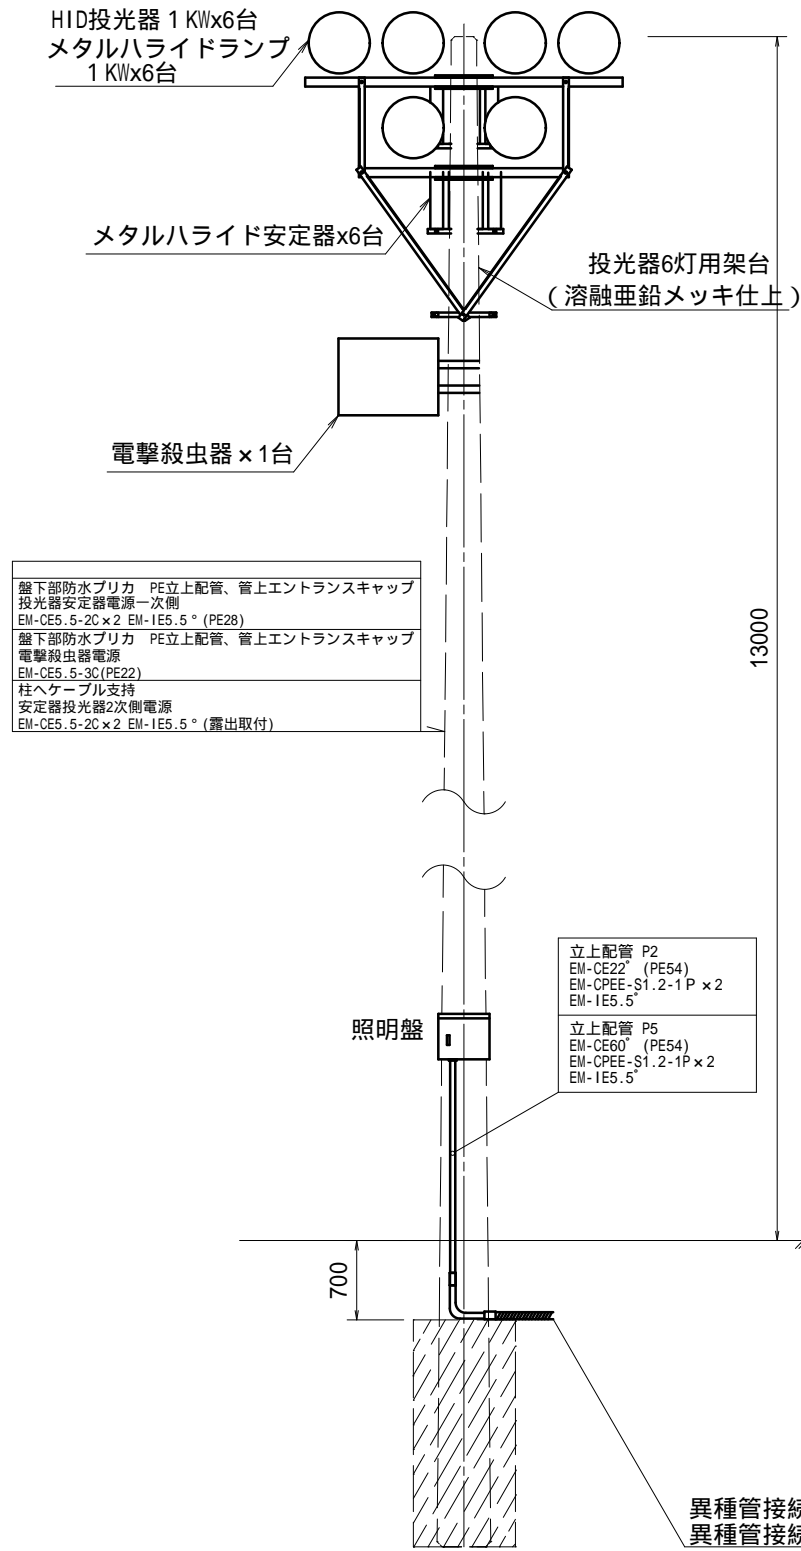 HID投光器 1KWx6台
メタルハライドランプ
1KWx6台
メタルハライド安定器x6台
投光器6灯用架台
(溶融亜鉛メッキ仕上)
電撃殺虫器×1台
盤下部防水プリカ PE立上配管、管上エントランスキャップ
投光器安定器電源一次側
EM-CE5.5-2C×2 EM-IE5.5°(PE28)
盤下部防水プリカ PE立上配管、管上エントランスキャップ
電撃殺虫器電源
EM-CE5.5-3C(PE22)
柱へケーブル支持
安定器投光器2次側電源
EM-CE5.5-2C×2 EM-IE5.5°(露出取付)
13000
立上配管 P2
EM-CE22° (PE54)
EM-CPEE-S1.2-1P×2
EM-IE5.5°
立上配管 P5
EM-CE60° (PE54)
EM-CPEE-S1.2-1P×2
EM-IE5.5°
照明盤
700
異種管接続
異種管接続